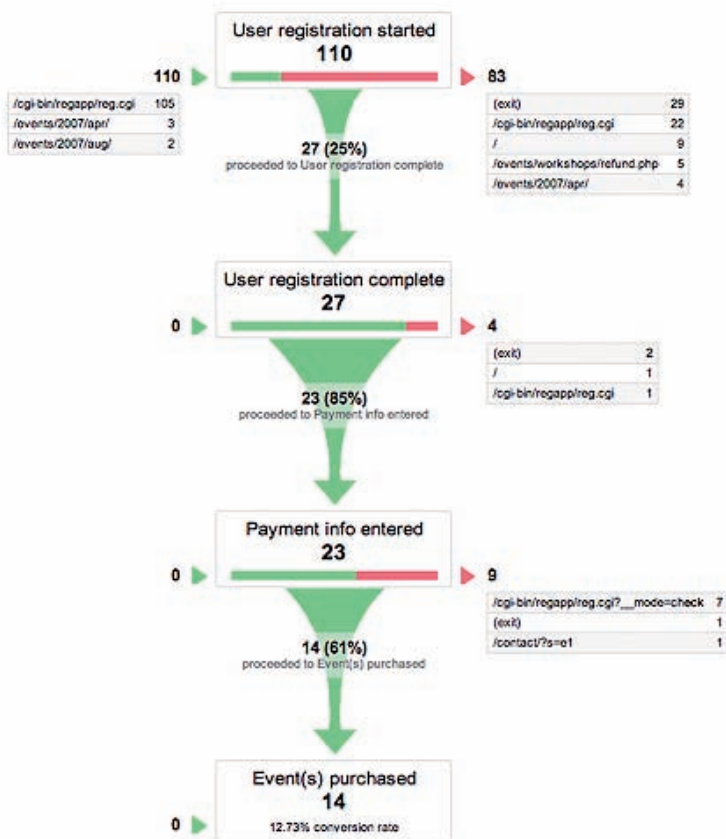 User registration started
110
110
83
/cgi-bin/regapp/reg.cgi 105
/events/2007/apr/ 3
/events/2007/aug/ 2
(exit) 29
/cgi-bin/regapp/reg.cgi 22
/ 9
/events/workshops/refund.php 5
/events/2007/apr/ 4
27 (25%)
proceeded to User registration complete
User registration complete
27
0
4
(exit) 2
/ 1
/cgi-bin/regapp/reg.cgi 1
23 (85%)
proceeded to Payment info entered
Payment info entered
23
0
9
/cgi-bin/regapp/reg.cgi?__mode=check 7
(exit) 1
/contact/?s=e1 1
14 (61%)
proceeded to Event(s) purchased
Event(s) purchased
14
0
12.73% conversion rate